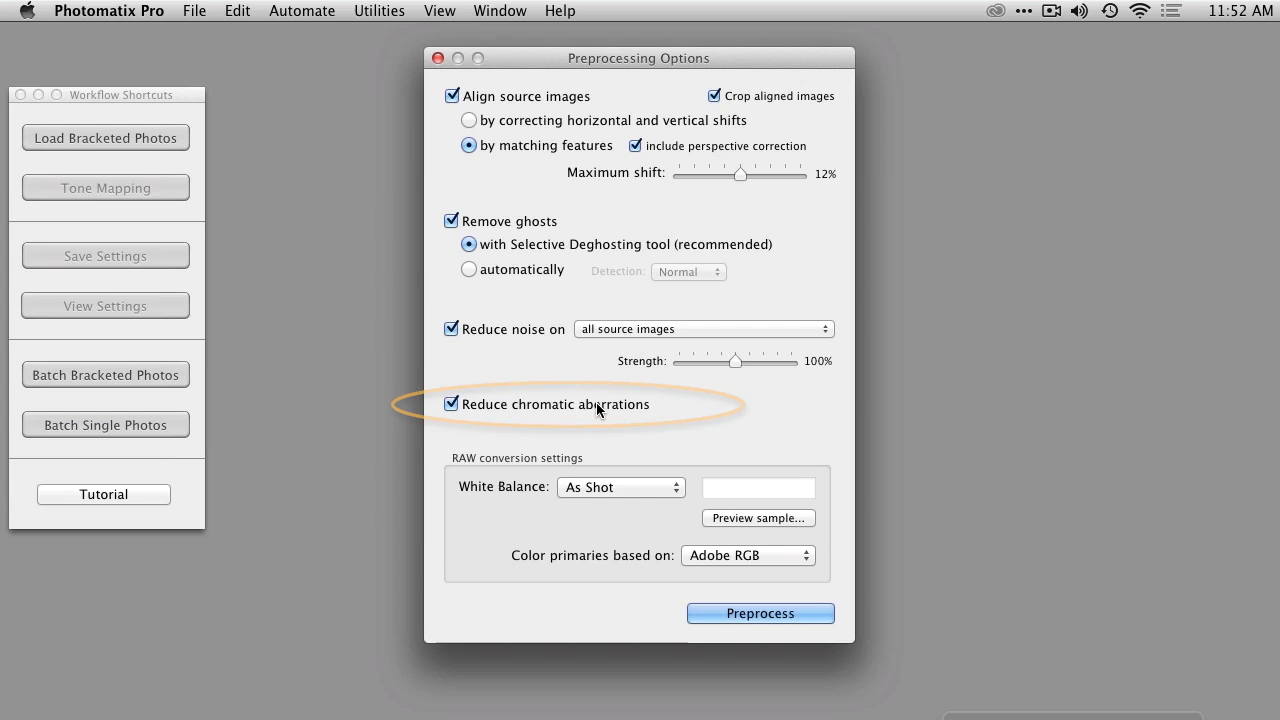 Photomatix Pro File Edit Automate Utilities View Window Help 11:52 AM
Workflow Shortcuts
Load Bracketed Photos
Tone Mapping
Save Settings
View Settings
Batch Bracketed Photos
Batch Single Photos
Tutorial
Preprocessing Options
Align source images Crop aligned images
by correcting horizontal and vertical shifts
by matching features include perspective correction
Maximum shift: 12%
Remove ghosts
with Selective Deghosting tool (recommended)
automatically Detection: Normal
Reduce noise on all source images
Strength: 100%
Reduce chromatic aberrations
RAW conversion settings
White Balance: As Shot
Preview sample...
Color primaries based on: Adobe RGB
Preprocess